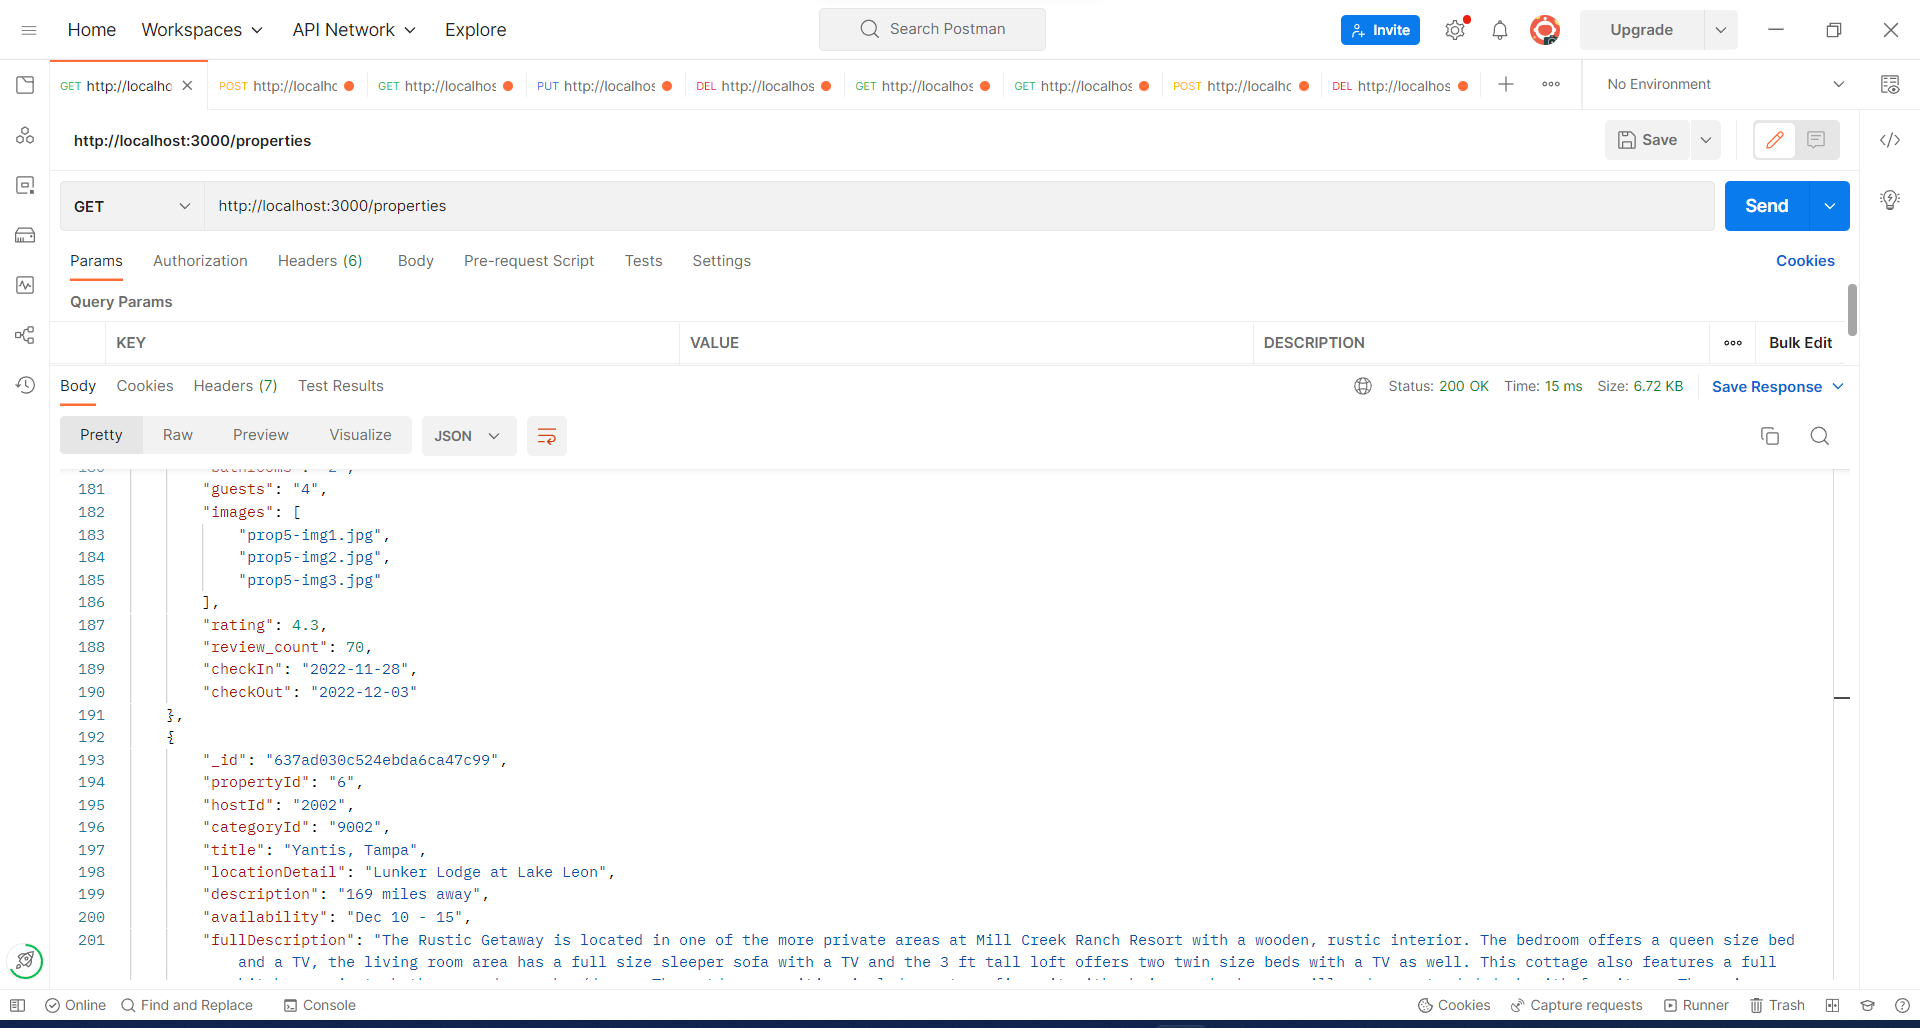 Home Workspaces API Network Explore Search Postman Invite Upgrade
GET http://localhc POST http://localhc GET http://localhos PUT http://localhos DEL http://localhos GET http://localhos GET http://localhos POST http://localhc DEL http://localhos No Environment
http://localhost:3000/properties Save
GET http://localhost:3000/properties Send
Params Authorization Headers (6) Body Pre-request Script Tests Settings Cookies
Query Params
KEY VALUE DESCRIPTION Bulk Edit
Body Cookies Headers (7) Test Results Status: 200 OK Time: 15 ms Size: 6.72 KB Save Response
Pretty Raw Preview Visualize JSON
181 "guests": "4",
182 "images": [
183 "prop5-img1.jpg",
184 "prop5-img2.jpg",
185 "prop5-img3.jpg"
186 ],
187 "rating": 4.3,
188 "review_count": 70,
189 "checkIn": "2022-11-28",
190 "checkOut": "2022-12-03"
191 },
192 {
193 "_id": "637ad030c524ebda6ca47c99",
194 "propertyId": "6",
195 "hostId": "2002",
196 "categoryId": "9002",
197 "title": "Yantis, Tampa",
198 "locationDetail": "Lunker Lodge at Lake Leon",
199 "description": "169 miles away",
200 "availability": "Dec 10 - 15",
201 "fullDescription": "The Rustic Getaway is located in one of the more private areas at Mill Creek Ranch Resort with a wooden, rustic interior. The bedroom offers a queen size bed
and a TV, the living room area has a full size sleeper sofa with a TV and the 3 ft tall loft offers two twin size beds with a TV as well. This cottage also features a full
Online Find and Replace Console Cookies Capture requests Runner Trash